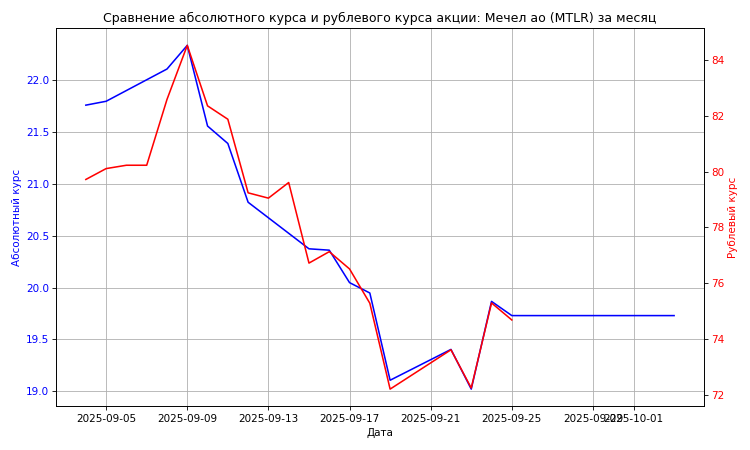 Сравнение абсолютного курса и рублевого курса акции: Мечел ао (MTLR) за месяц
Абсолютный курс
22.0
21.5
21.0
20.5
20.0
19.5
19.0
84
82
80
78
76
74
72
Рублевый курс
2025-09-05 2025-09-09 2025-09-13 2025-09-17 2025-09-21 2025-09-25 2025-09-29 2025-10-01
Дата